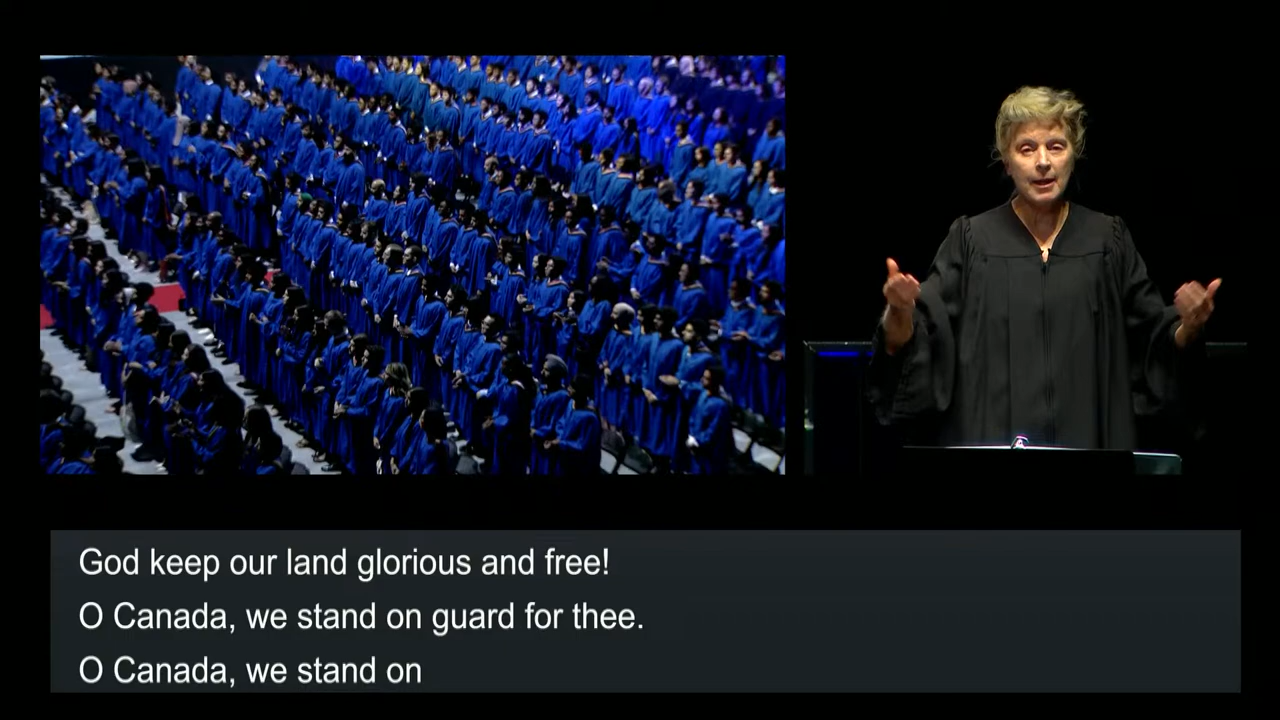 God keep our land glorious and free!
O Canada, we stand on guard for thee.
O Canada, we stand on